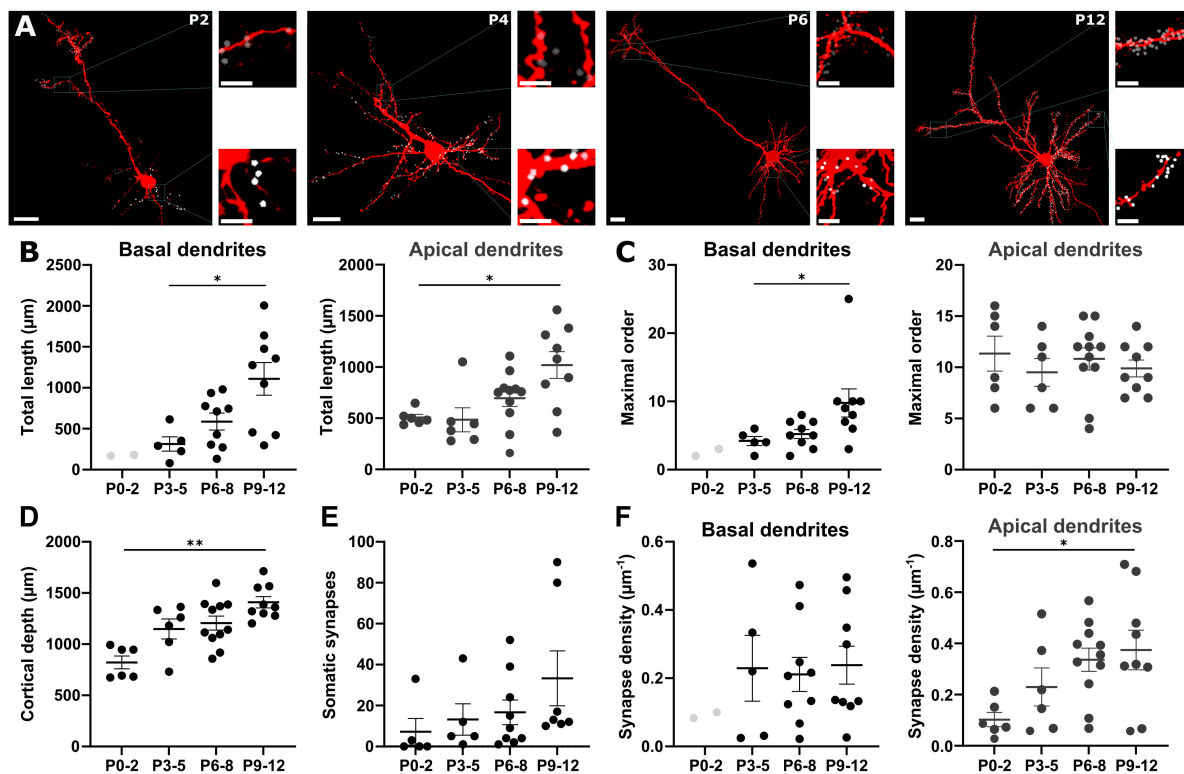 A
P2
P4
P6
P12
B
Basal dendrites
Total length (µm)
2500
2000
1500
1000
500
0
*
P0-2 P3-5 P6-8 P9-12
Apical dendrites
Total length (µm)
2000
1500
1000
500
0
*
P0-2 P3-5 P6-8 P9-12
C
Basal dendrites
Maximal order
30
20
10
0
*
P0-2 P3-5 P6-8 P9-12
Apical dendrites
Maximal order
20
15
10
5
0
P0-2 P3-5 P6-8 P9-12
D
Cortical depth (µm)
2000
1500
1000
500
0
**
P0-2 P3-5 P6-8 P9-12
E
Somatic synapses
100
80
60
40
20
0
P0-2 P3-5 P6-8 P9-12
F
Basal dendrites
Synapse density (µm⁻¹)
0.6
0.4
0.2
0.0
P0-2 P3-5 P6-8 P9-12
Apical dendrites
Synapse density (µm⁻¹)
0.8
0.6
0.4
0.2
0.0
*
P0-2 P3-5 P6-8 P9-12